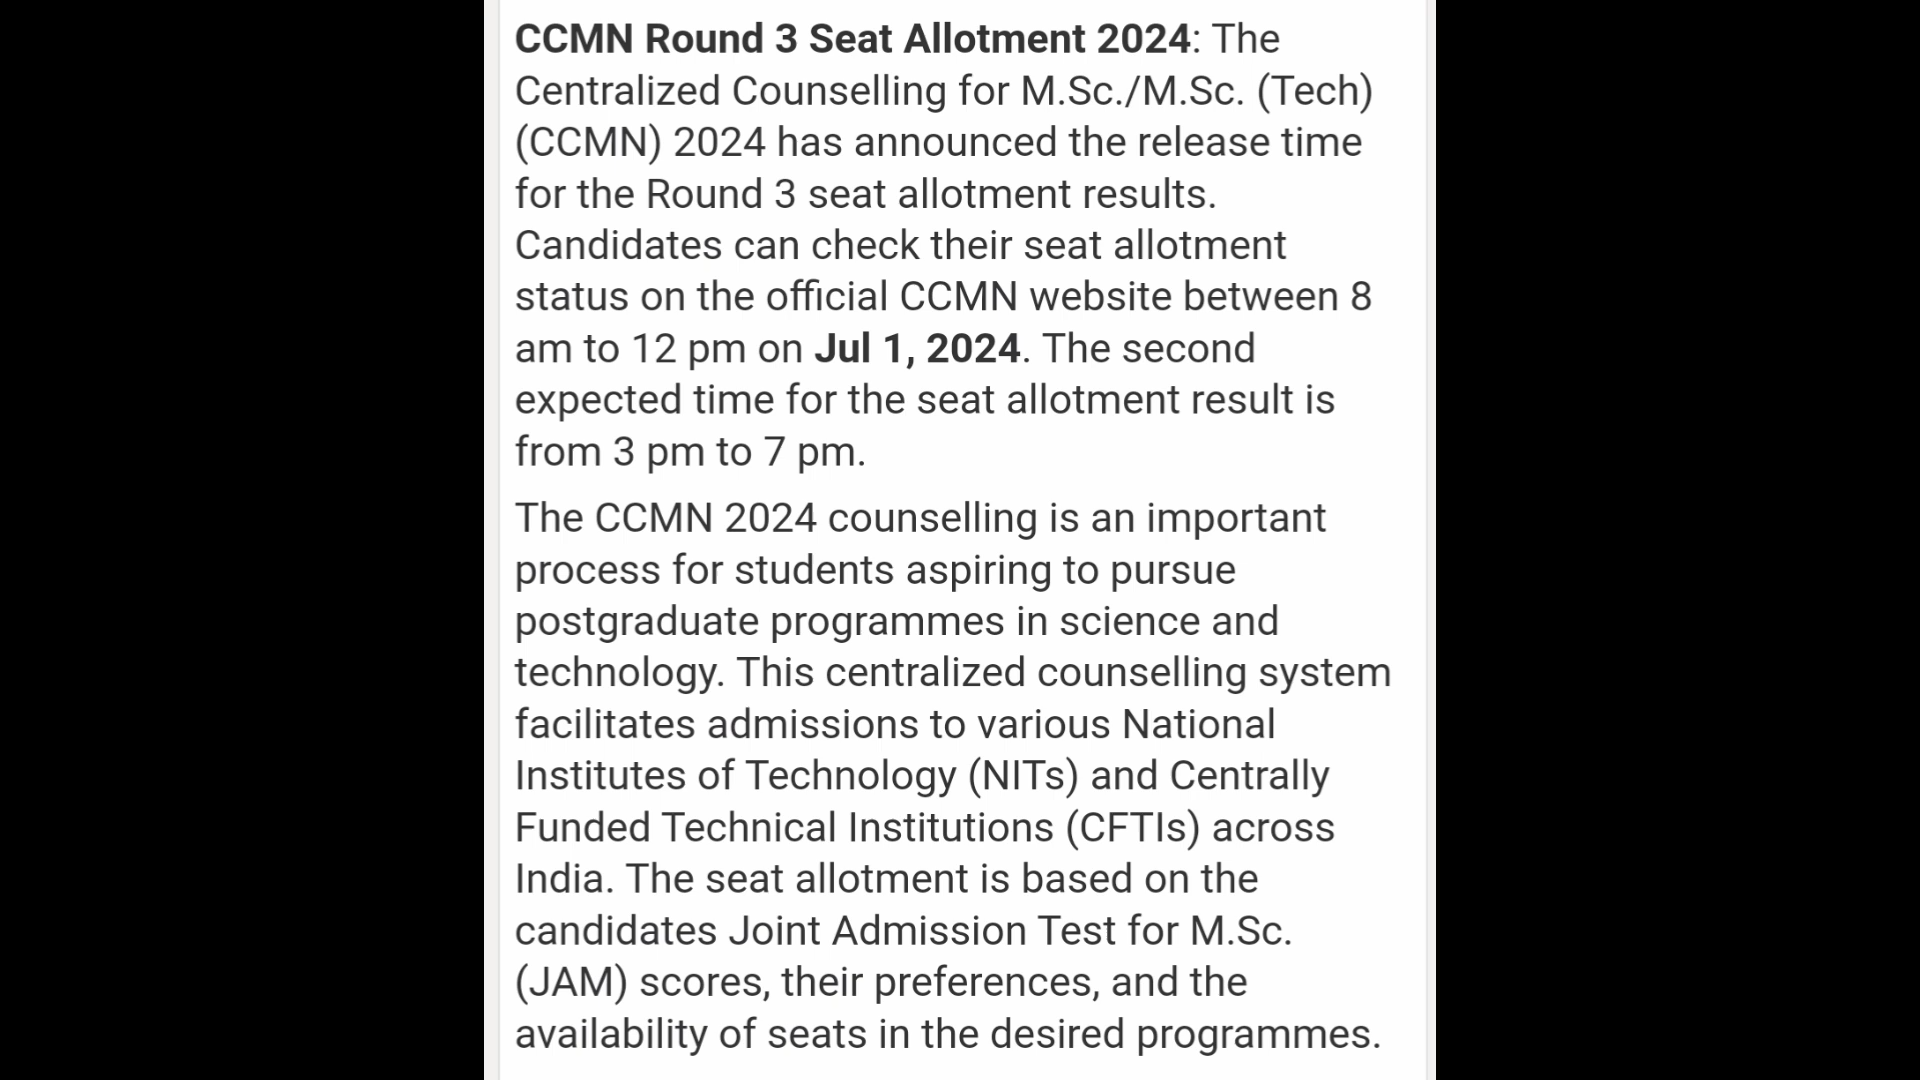 CCMN Round 3 Seat Allotment 2024: The
Centralized Counselling for M.Sc./M.Sc. (Tech)
(CCMN) 2024 has announced the release time
for the Round 3 seat allotment results.
Candidates can check their seat allotment
status on the official CCMN website between 8
am to 12 pm on Jul 1, 2024. The second
expected time for the seat allotment result is
from 3 pm to 7 pm.
The CCMN 2024 counselling is an important
process for students aspiring to pursue
postgraduate programmes in science and
technology. This centralized counselling system
facilitates admissions to various National
Institutes of Technology (NITs) and Centrally
Funded Technical Institutions (CFTIs) across
India. The seat allotment is based on the
candidates Joint Admission Test for M.Sc.
(JAM) scores, their preferences, and the
availability of seats in the desired programmes.